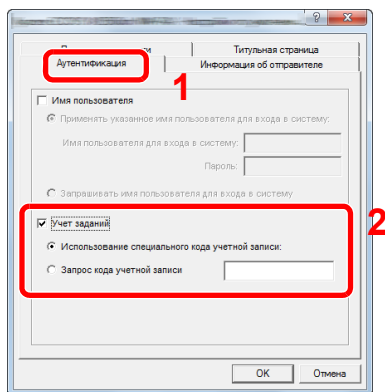 Титульная страница
Аутентификация
Информация об отправителе
1
Имя пользователя
Применять указанное имя пользователя для входа в систему:
Имя пользователя для входа в систему:
Пароль:
Запрашивать имя пользователя для входа в систему
2
Учет заданий
Использование специального кода учетной записи:
Запрос кода учетной записи
OK
Отмена